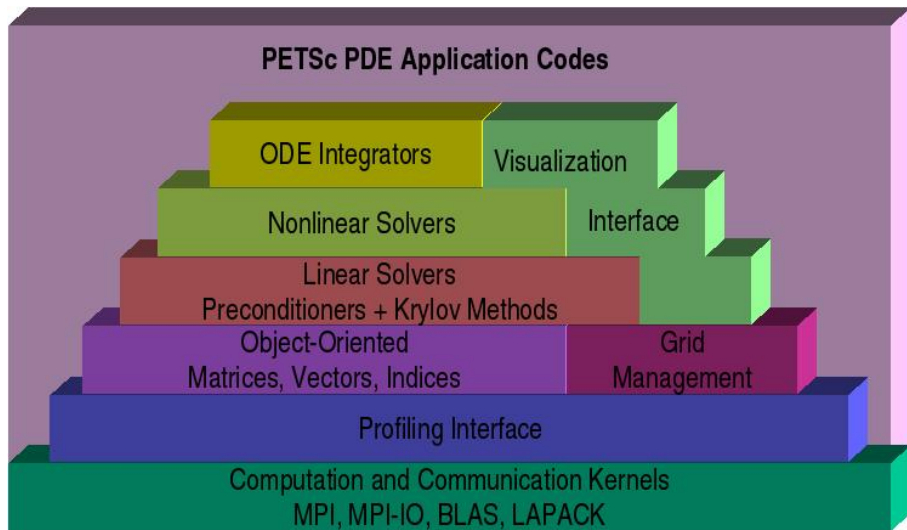 PETSc PDE Application Codes
ODE Integrators
Visualization
Nonlinear Solvers
Interface
Linear Solvers
Preconditioners + Krylov Methods
Object-Oriented
Matrices, Vectors, Indices
Grid
Management
Profiling Interface
Computation and Communication Kernels
MPI, MPI-IO, BLAS, LAPACK